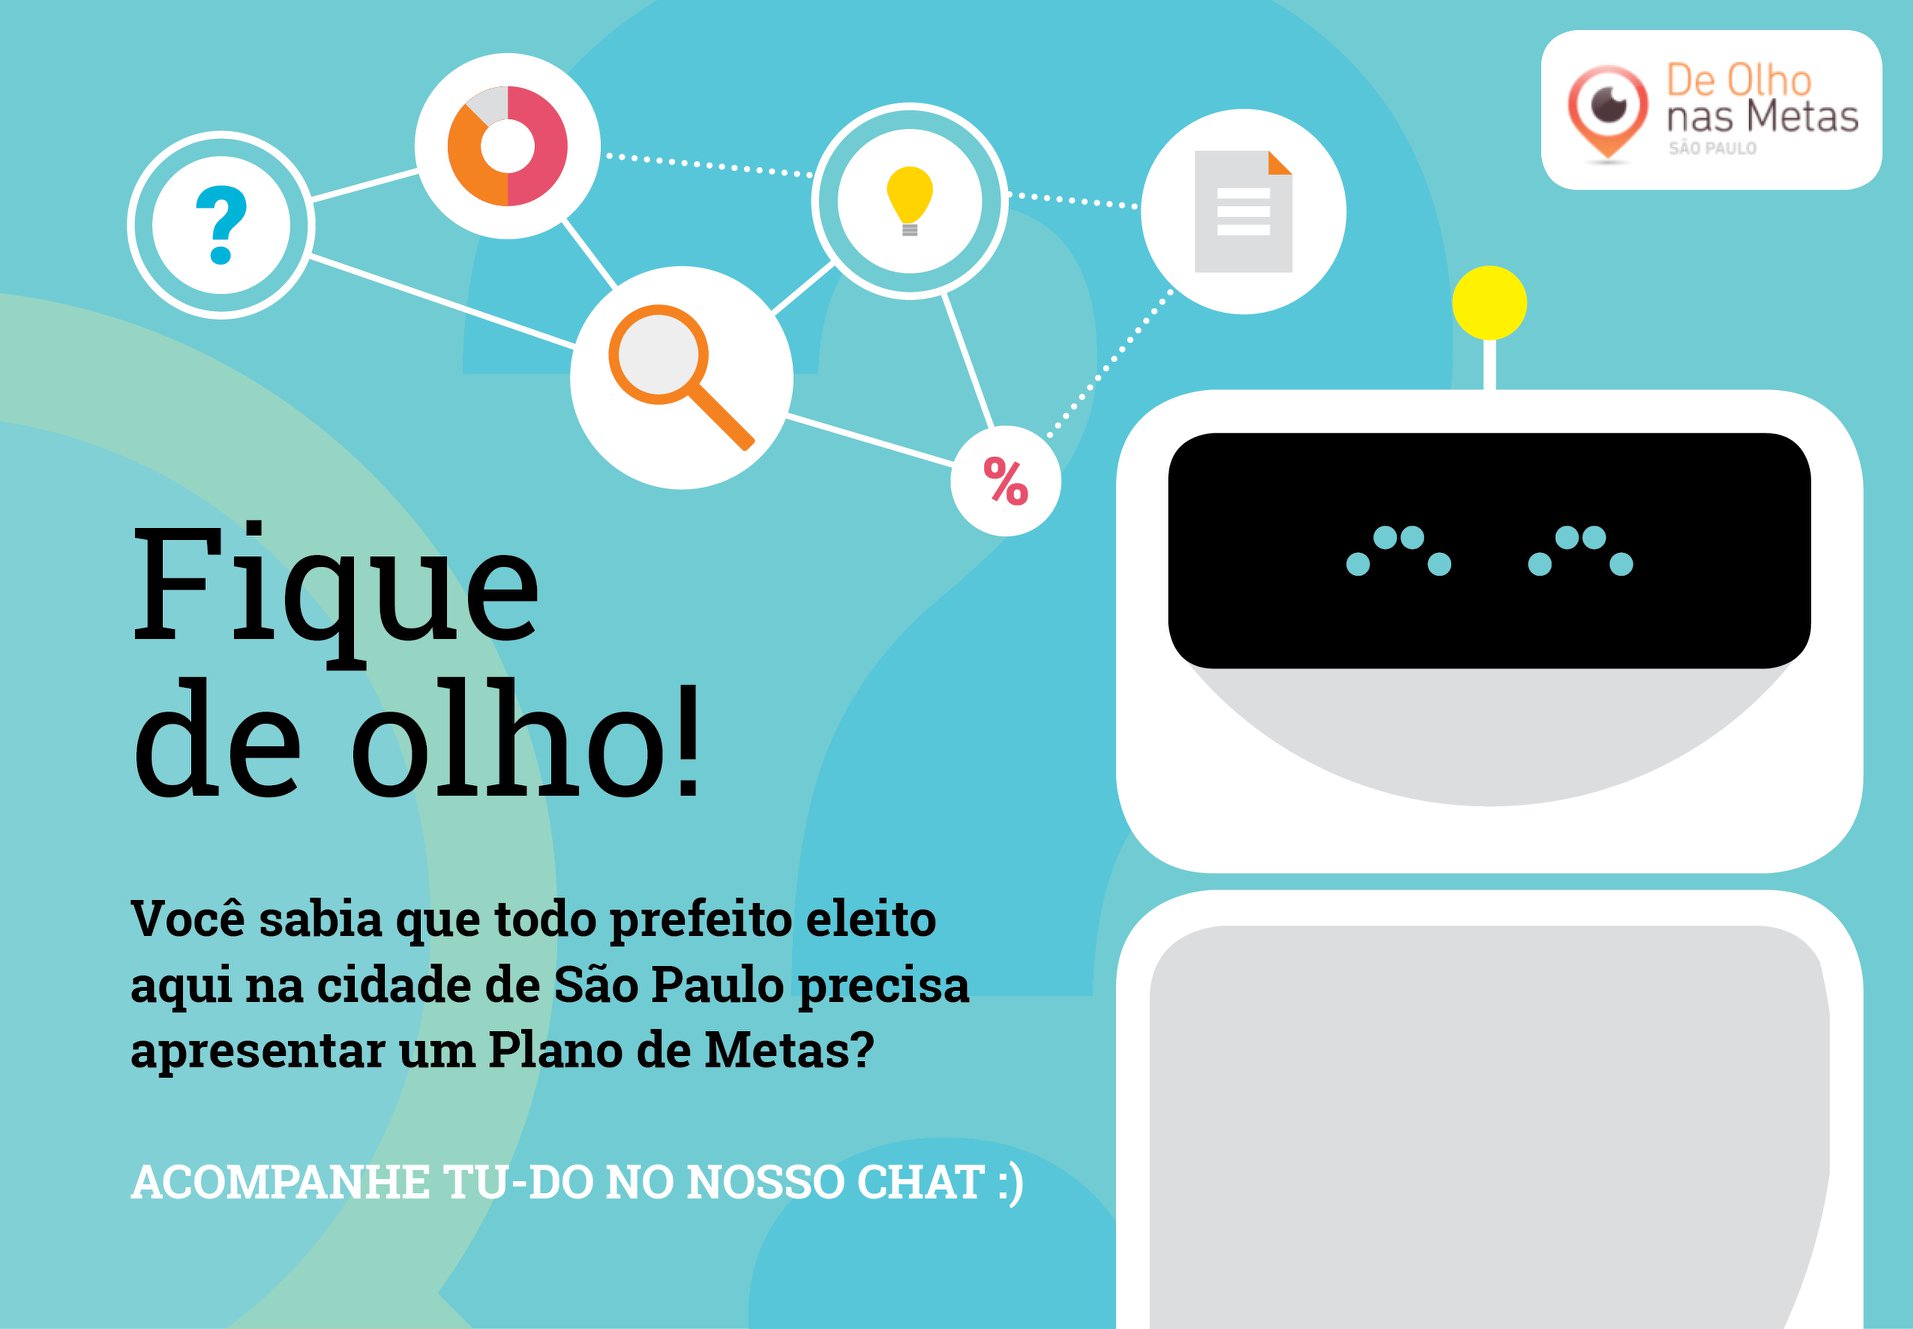 De Olho
nas Metas
SÃO PAULO
?
%
Fique
de olho!
Você sabia que todo prefeito eleito
aqui na cidade de São Paulo precisa
apresentar um Plano de Metas?
ACOMPANHE TU-DO NO NOSSO CHAT :)